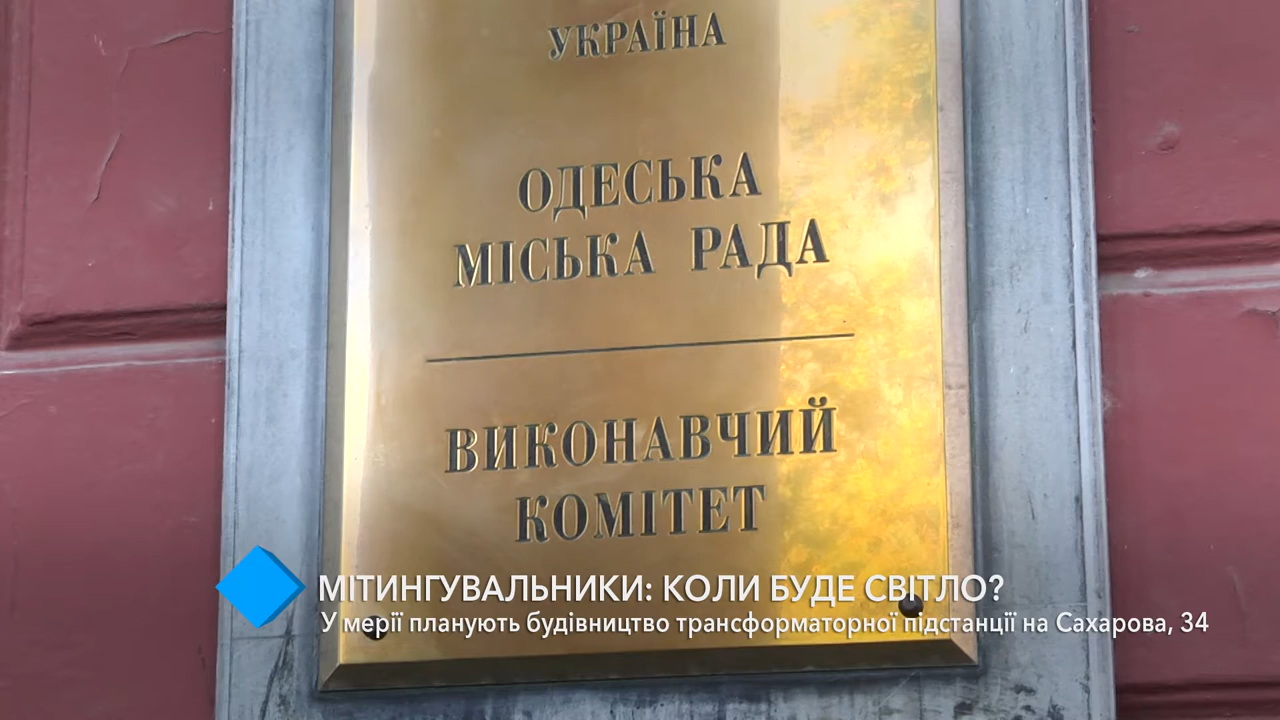 УКРАЇНА
ОДЕСЬКА
МІСЬКА РАДА
ВИКОНАВЧИЙ
КОМІТЕТ
МІТИНГУВАЛЬНИКИ: КОЛИ БУДЕ СВІТЛО?
У мерії планують будівництво трансформаторної підстанції на Сахарова, 34